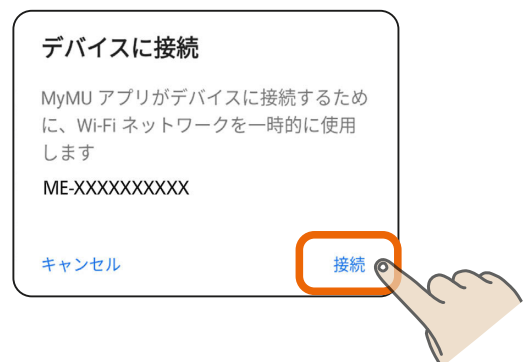 デバイスに接続
MyMU アプリがデバイスに接続するため
に、Wi-Fi ネットワークを一時的に使用
します
ME-XXXXXXXXXX
キャンセル
接続